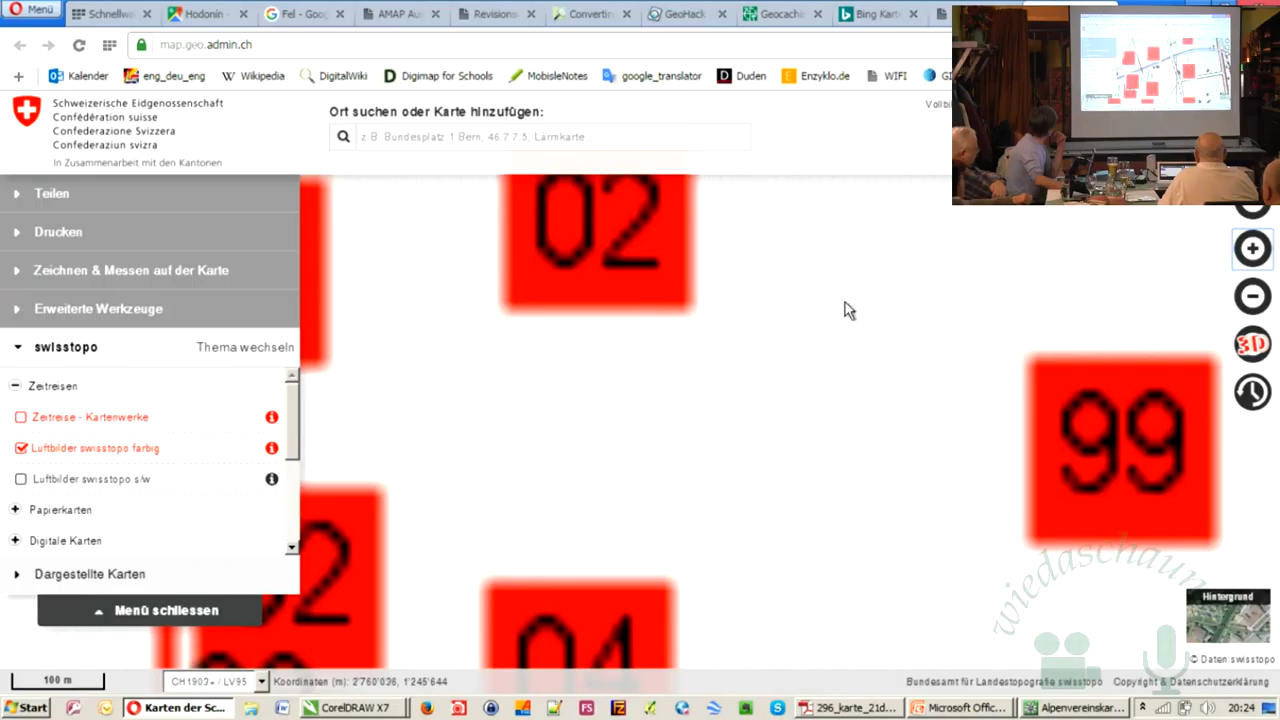 Menü
Schnellwa
Hodonin -
Fel - Goo
AMAP Au
Revisions
Convertin
GeoHack
Geocachi
Bing Kart
map.geo.admin.ch
Kalender
eng_deu_eng
Wikipedia
DigitalWiki
Digimap for Schools
MobisleNotes
google_translator
Duden
Enzyklo.de
WIFI
Schweizerische Eidgenossenschaft
Confédération suisse
Confederazione Svizzera
Confederaziun svizra
In Zusammenarbeit mit den Kantonen
Ort suchen oder Karte hinzufügen:
z.B. Bundesplatz 1 Bern, 46.7 7.5, Lärmkarte ...
Vollbi
Teilen
Drucken
Zeichnen & Messen auf der Karte
Erweiterte Werkzeuge
swisstopo
Thema wechseln
Zeitreisen
Zeitreise - Kartenwerke
Luftbilder swisstopo farbig
Luftbilder swisstopo s/w
Papierkarten
Digitale Karten
Dargestellte Karten
Menü schliessen
02
99
04
3D
wiedaschaun
Hintergrund
© Daten:swisstopo
100 m
CH1903+ / LV95
Koordinaten (m): 2'760'036, 1'245'644
Bundesamt für Landestopografie swisstopo
Copyright & Datenschutzerklärung
Start
Karten der Sc...
CorelDRAW X7
296_karte_21d...
Microsoft Offic...
Alpenvereinskar...
20:24